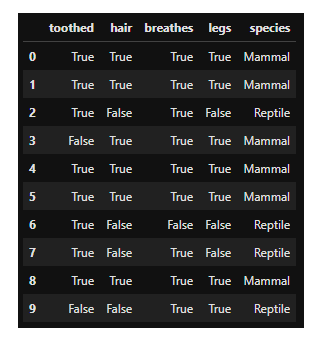 toothed hair breathes legs species
0 True True True True Mammal
1 True True True True Mammal
2 True False True False Reptile
3 False True True True Mammal
4 True True True True Mammal
5 True True True True Mammal
6 True False False False Reptile
7 True False True False Reptile
8 True True True True Mammal
9 False False True True Reptile